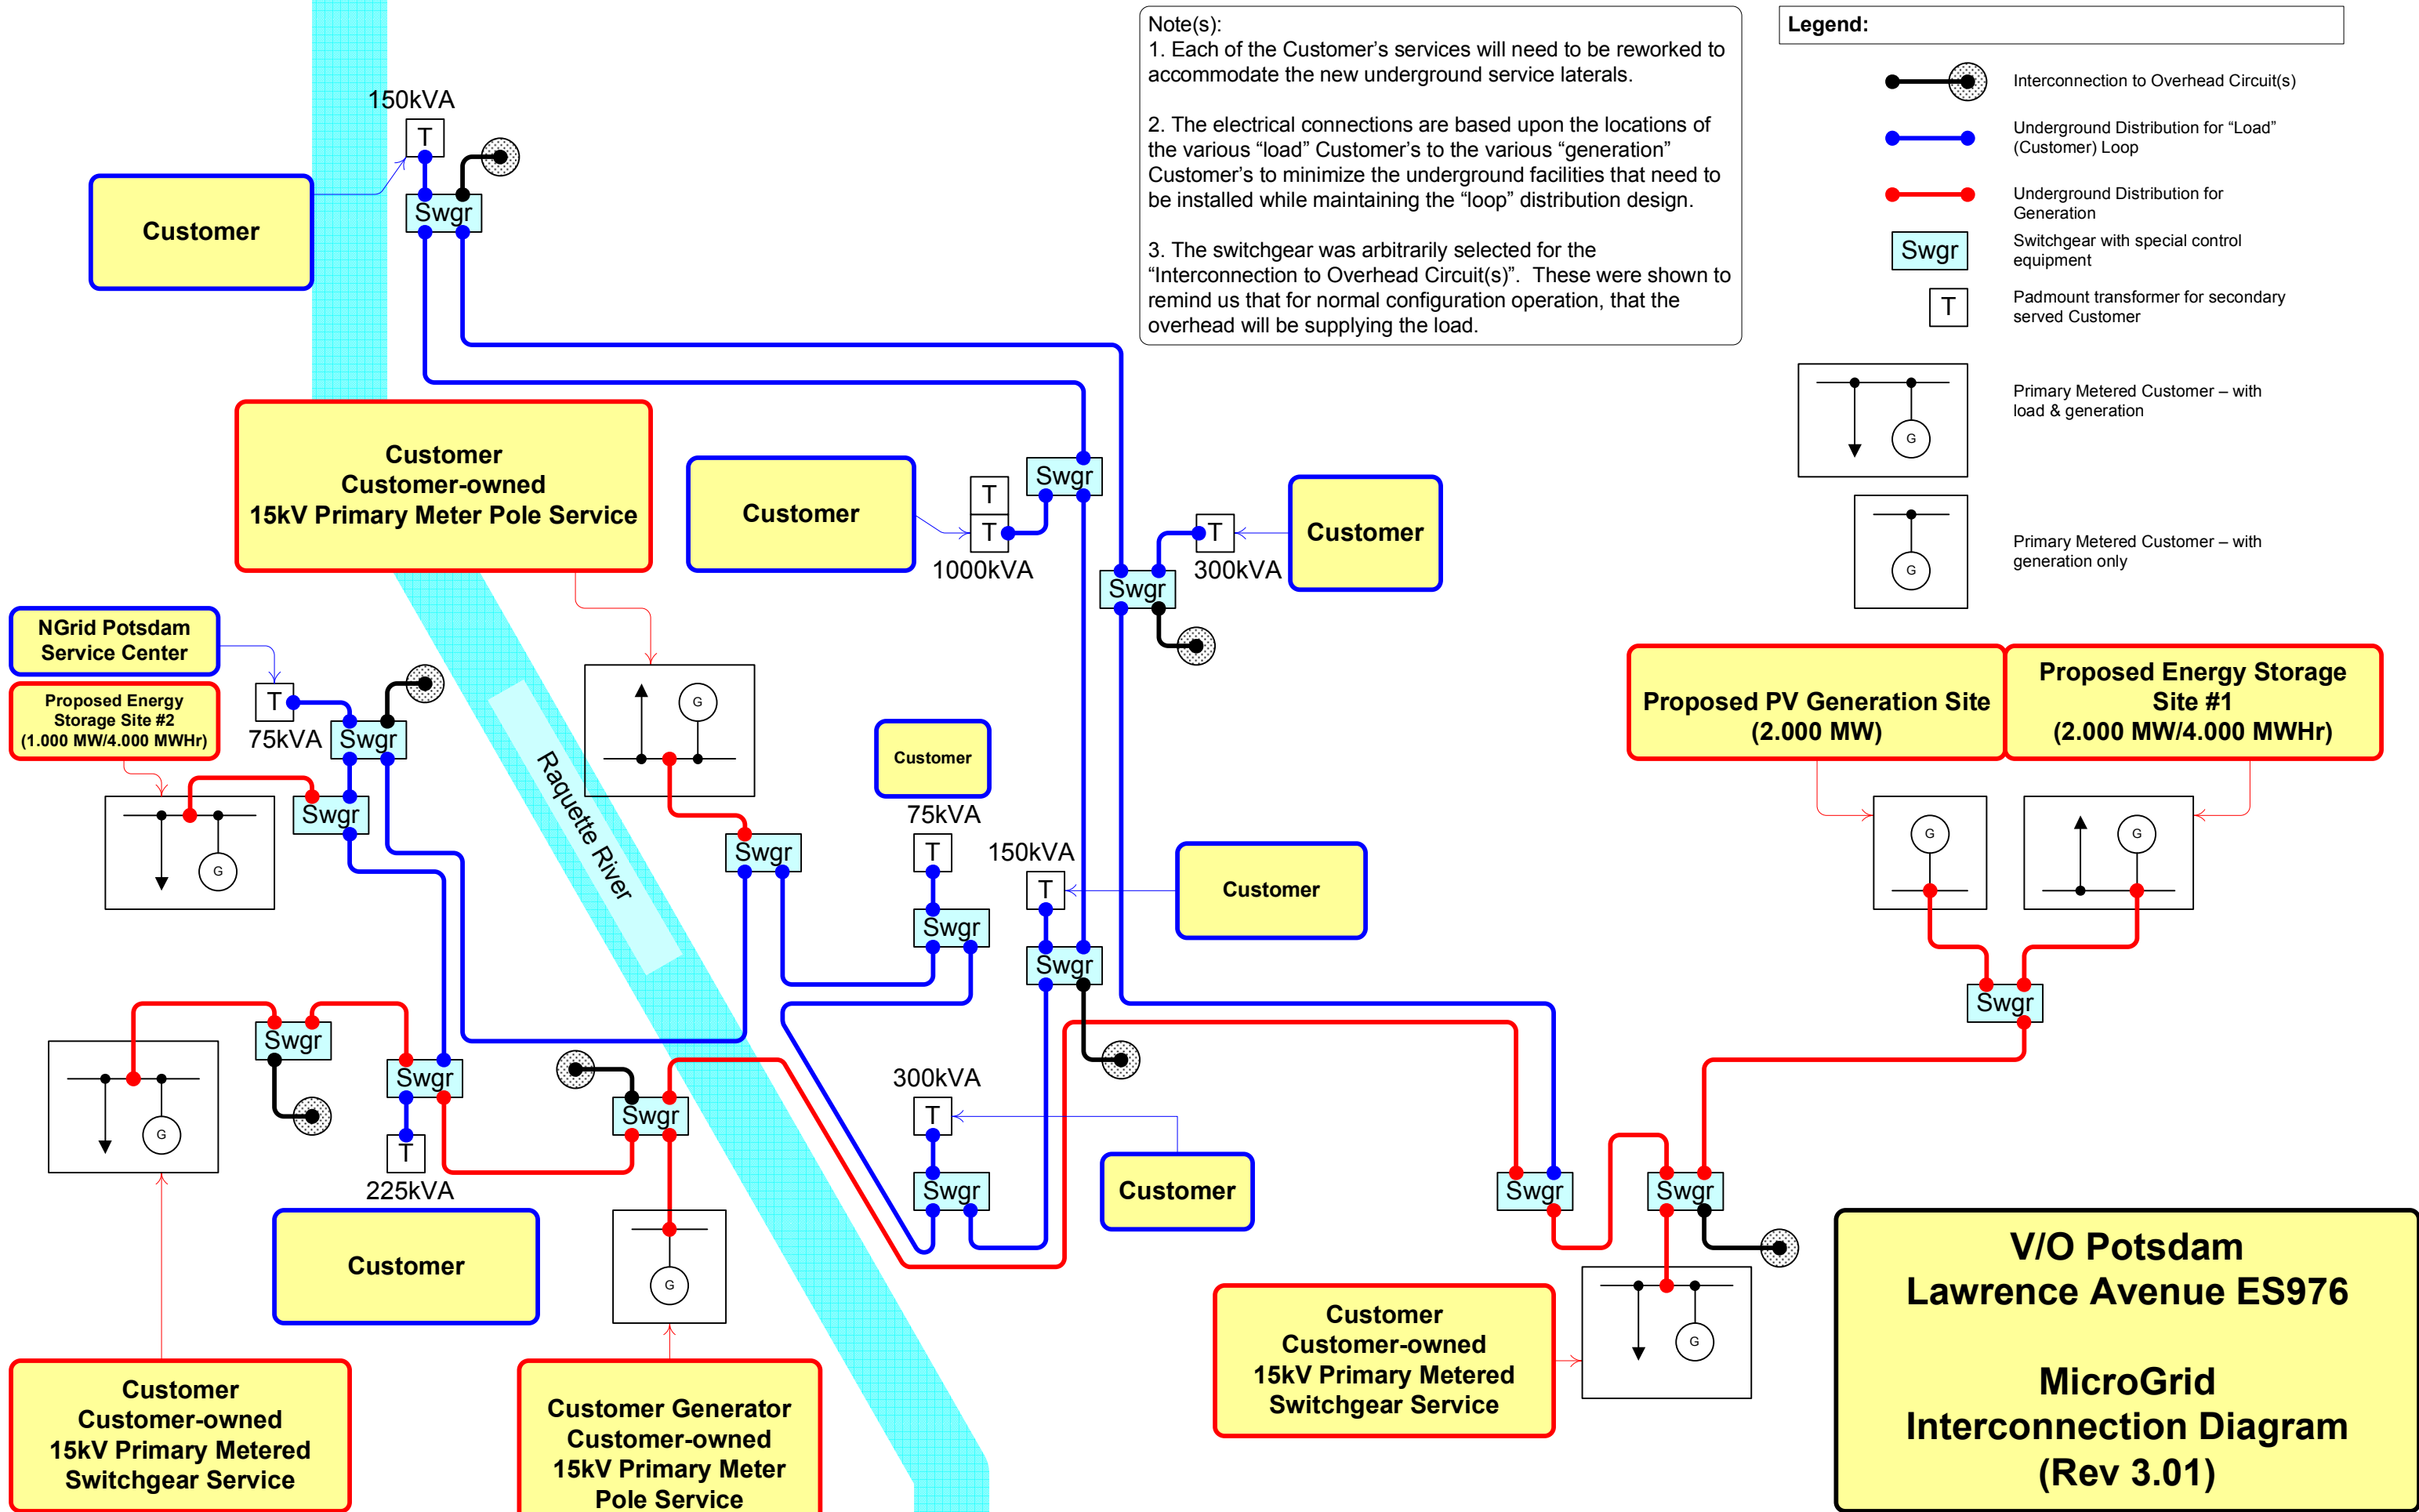 Note(s):
1. Each of the Customer’s services will need to be reworked to
accommodate the new underground service laterals.
2. The electrical connections are based upon the locations of
the various “load” Customer’s to the various “generation”
Customer’s to minimize the underground facilities that need to
be installed while maintaining the “loop” distribution design.
3. The switchgear was arbitrarily selected for the
“Interconnection to Overhead Circuit(s)”.  These were shown to
remind us that for normal configuration operation, that the
overhead will be supplying the load.
Legend:
Interconnection to Overhead Circuit(s)
Underground Distribution for “Load”
(Customer) Loop
Underground Distribution for
Generation
Swgr
Switchgear with special control
equipment
T
Padmount transformer for secondary
served Customer
G
Primary Metered Customer – with
load & generation
G
Primary Metered Customer – with
generation only
150kVA
T
Swgr
Customer
Customer
Customer-owned
15kV Primary Meter Pole Service
Customer
T
T
1000kVA
Swgr
T
300kVA
Customer
Swgr
NGrid Potsdam
Service Center
Proposed Energy
Storage Site #2
(1.000 MW/4.000 MWHr)
T
75kVA
Swgr
Swgr
G
G
Raquette River
Swgr
Customer
75kVA
T
Swgr
150kVA
T
Swgr
Customer
Proposed PV Generation Site
(2.000 MW)
Proposed Energy Storage
Site #1
(2.000 MW/4.000 MWHr)
G
G
Swgr
Swgr
G
Swgr
T
225kVA
Customer
Swgr
G
300kVA
T
Swgr
Customer
Swgr
Swgr
G
Customer
Customer-owned
15kV Primary Metered
Switchgear Service
Customer Generator
Customer-owned
15kV Primary Meter
Pole Service
Customer
Customer-owned
15kV Primary Metered
Switchgear Service
V/O Potsdam
Lawrence Avenue ES976
MicroGrid
Interconnection Diagram
(Rev 3.01)